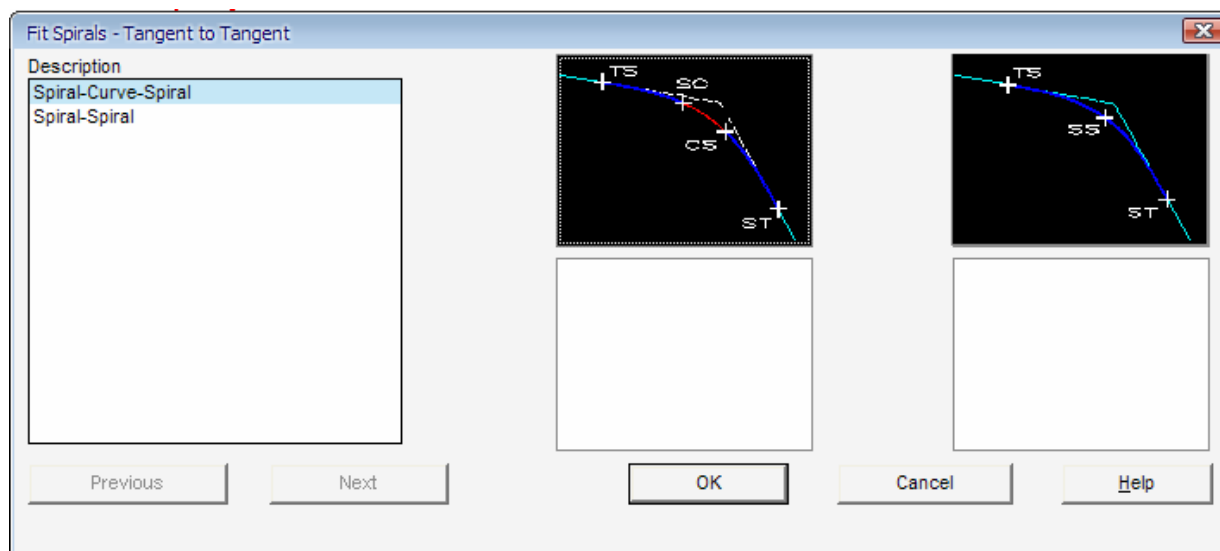 Fit Spirals - Tangent to Tangent
Description
Spiral-Curve-Spiral
Spiral-Spiral
TS
SC
CS
ST
TS
SS
ST
Previous
Next
OK
Cancel
Help